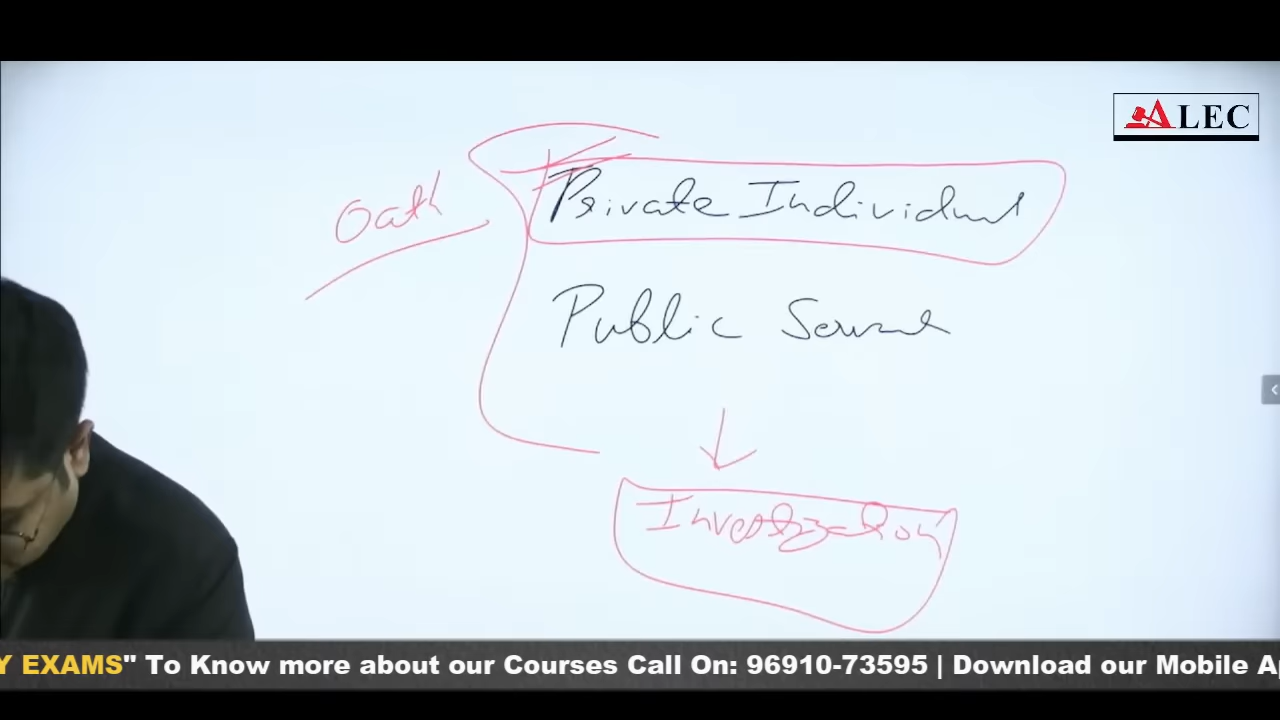 ALEC
Oath
Private Individual
Public Servant
Investigation
Y EXAMS" To Know more about our Courses Call On: 96910-73595 | Download our Mobile Ap